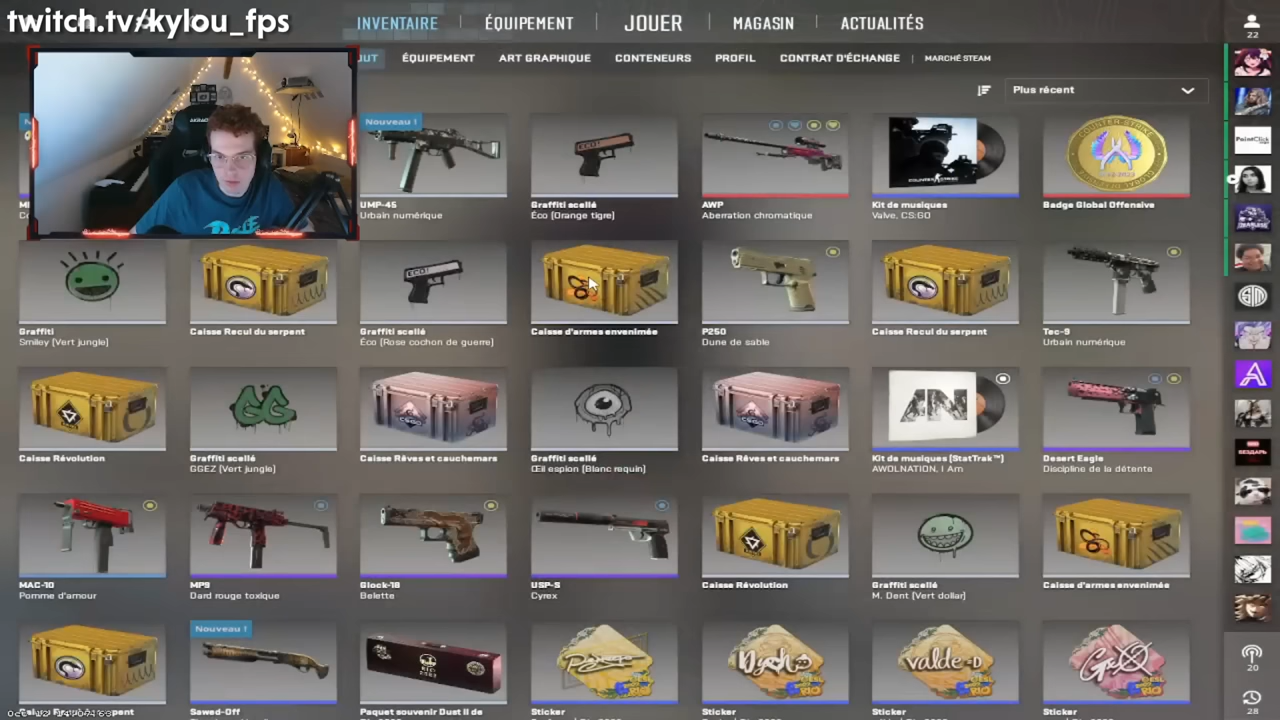 twitch.tv/kylou_fps
INVENTAIRE
ÉQUIPEMENT
JOUER
MAGASIN
ACTUALITÉS
22
ÉQUIPEMENT
ART GRAPHIQUE
CONTENEURS
PROFIL
CONTRAT D'ÉCHANGE
MARCHÉ STEAM
Plus récent
Nouveau !
UMP-45
Urbain numérique
Graffiti scellé
Éco (Orange tigre)
AWP
Aberration chromatique
Kit de musiques
Valve, CS:GO
Badge Global Offensive
Graffiti
Smiley (Vert jungle)
Caisse Recul du serpent
Graffiti scellé
Éco (Rose cochon de guerre)
Caisse d'armes envenimée
P250
Dune de sable
Caisse Recul du serpent
Tec-9
Urbain numérique
Caisse Révolution
Graffiti scellé
GGEZ (Vert jungle)
Caisse Rêves et cauchemars
Graffiti scellé
Œil espion (Blanc requin)
Caisse Rêves et cauchemars
Kit de musiques (StatTrak™)
AWOLNATION, I Am
Desert Eagle
Discipline de la détente
MAC-10
Pomme d'amour
MP9
Dard rouge toxique
Glock-18
Belette
USP-S
Cyrex
Caisse Révolution
Graffiti scellé
M. Dent (Vert dollar)
Caisse d'armes envenimée
Nouveau !
Sawed-Off
Paquet souvenir Dust II de
Sticker
Sticker
Sticker
Sticker
20
28